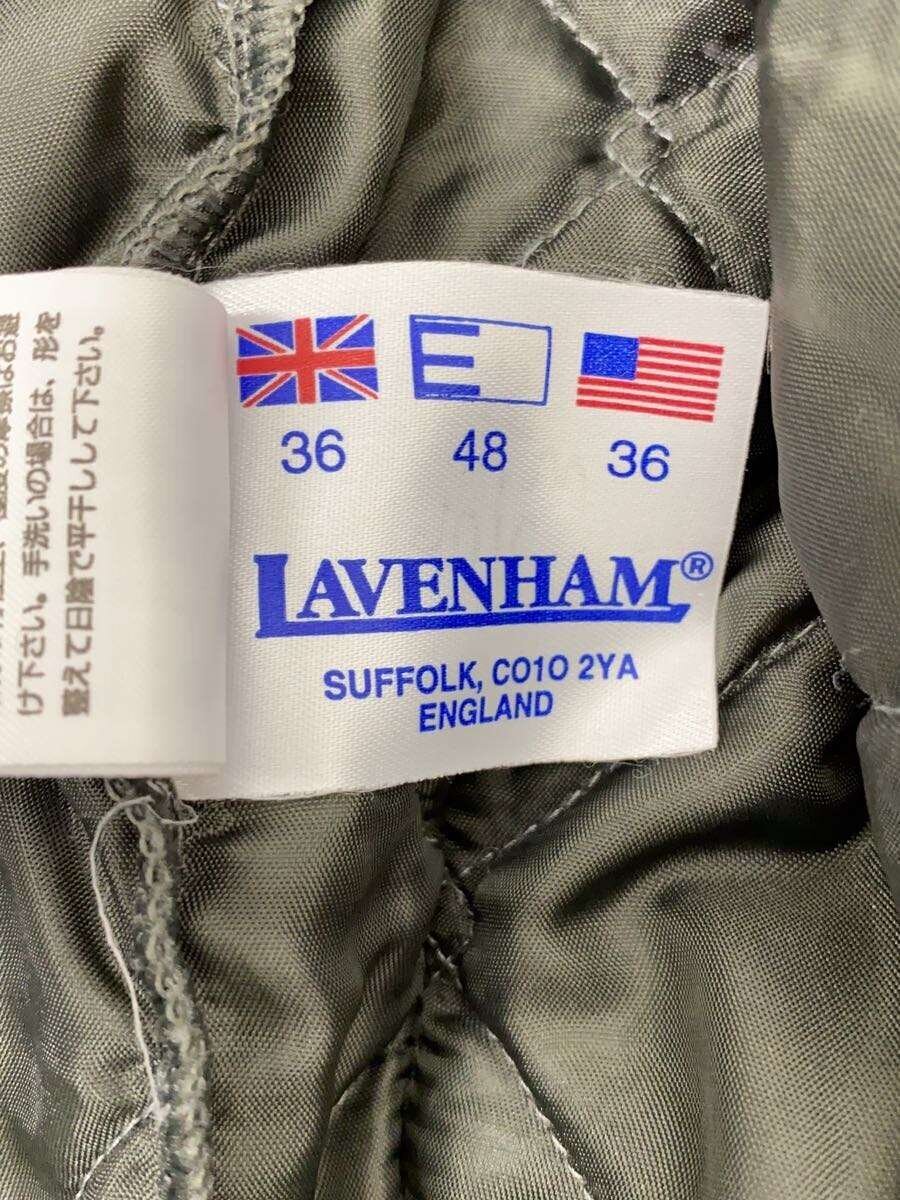 36 48 36
LAVENHAM®
SUFFOLK, CO10 2YA
ENGLAND
け下さい。手洗いの場合は、形を
整えて日陰で平干しして下さい。